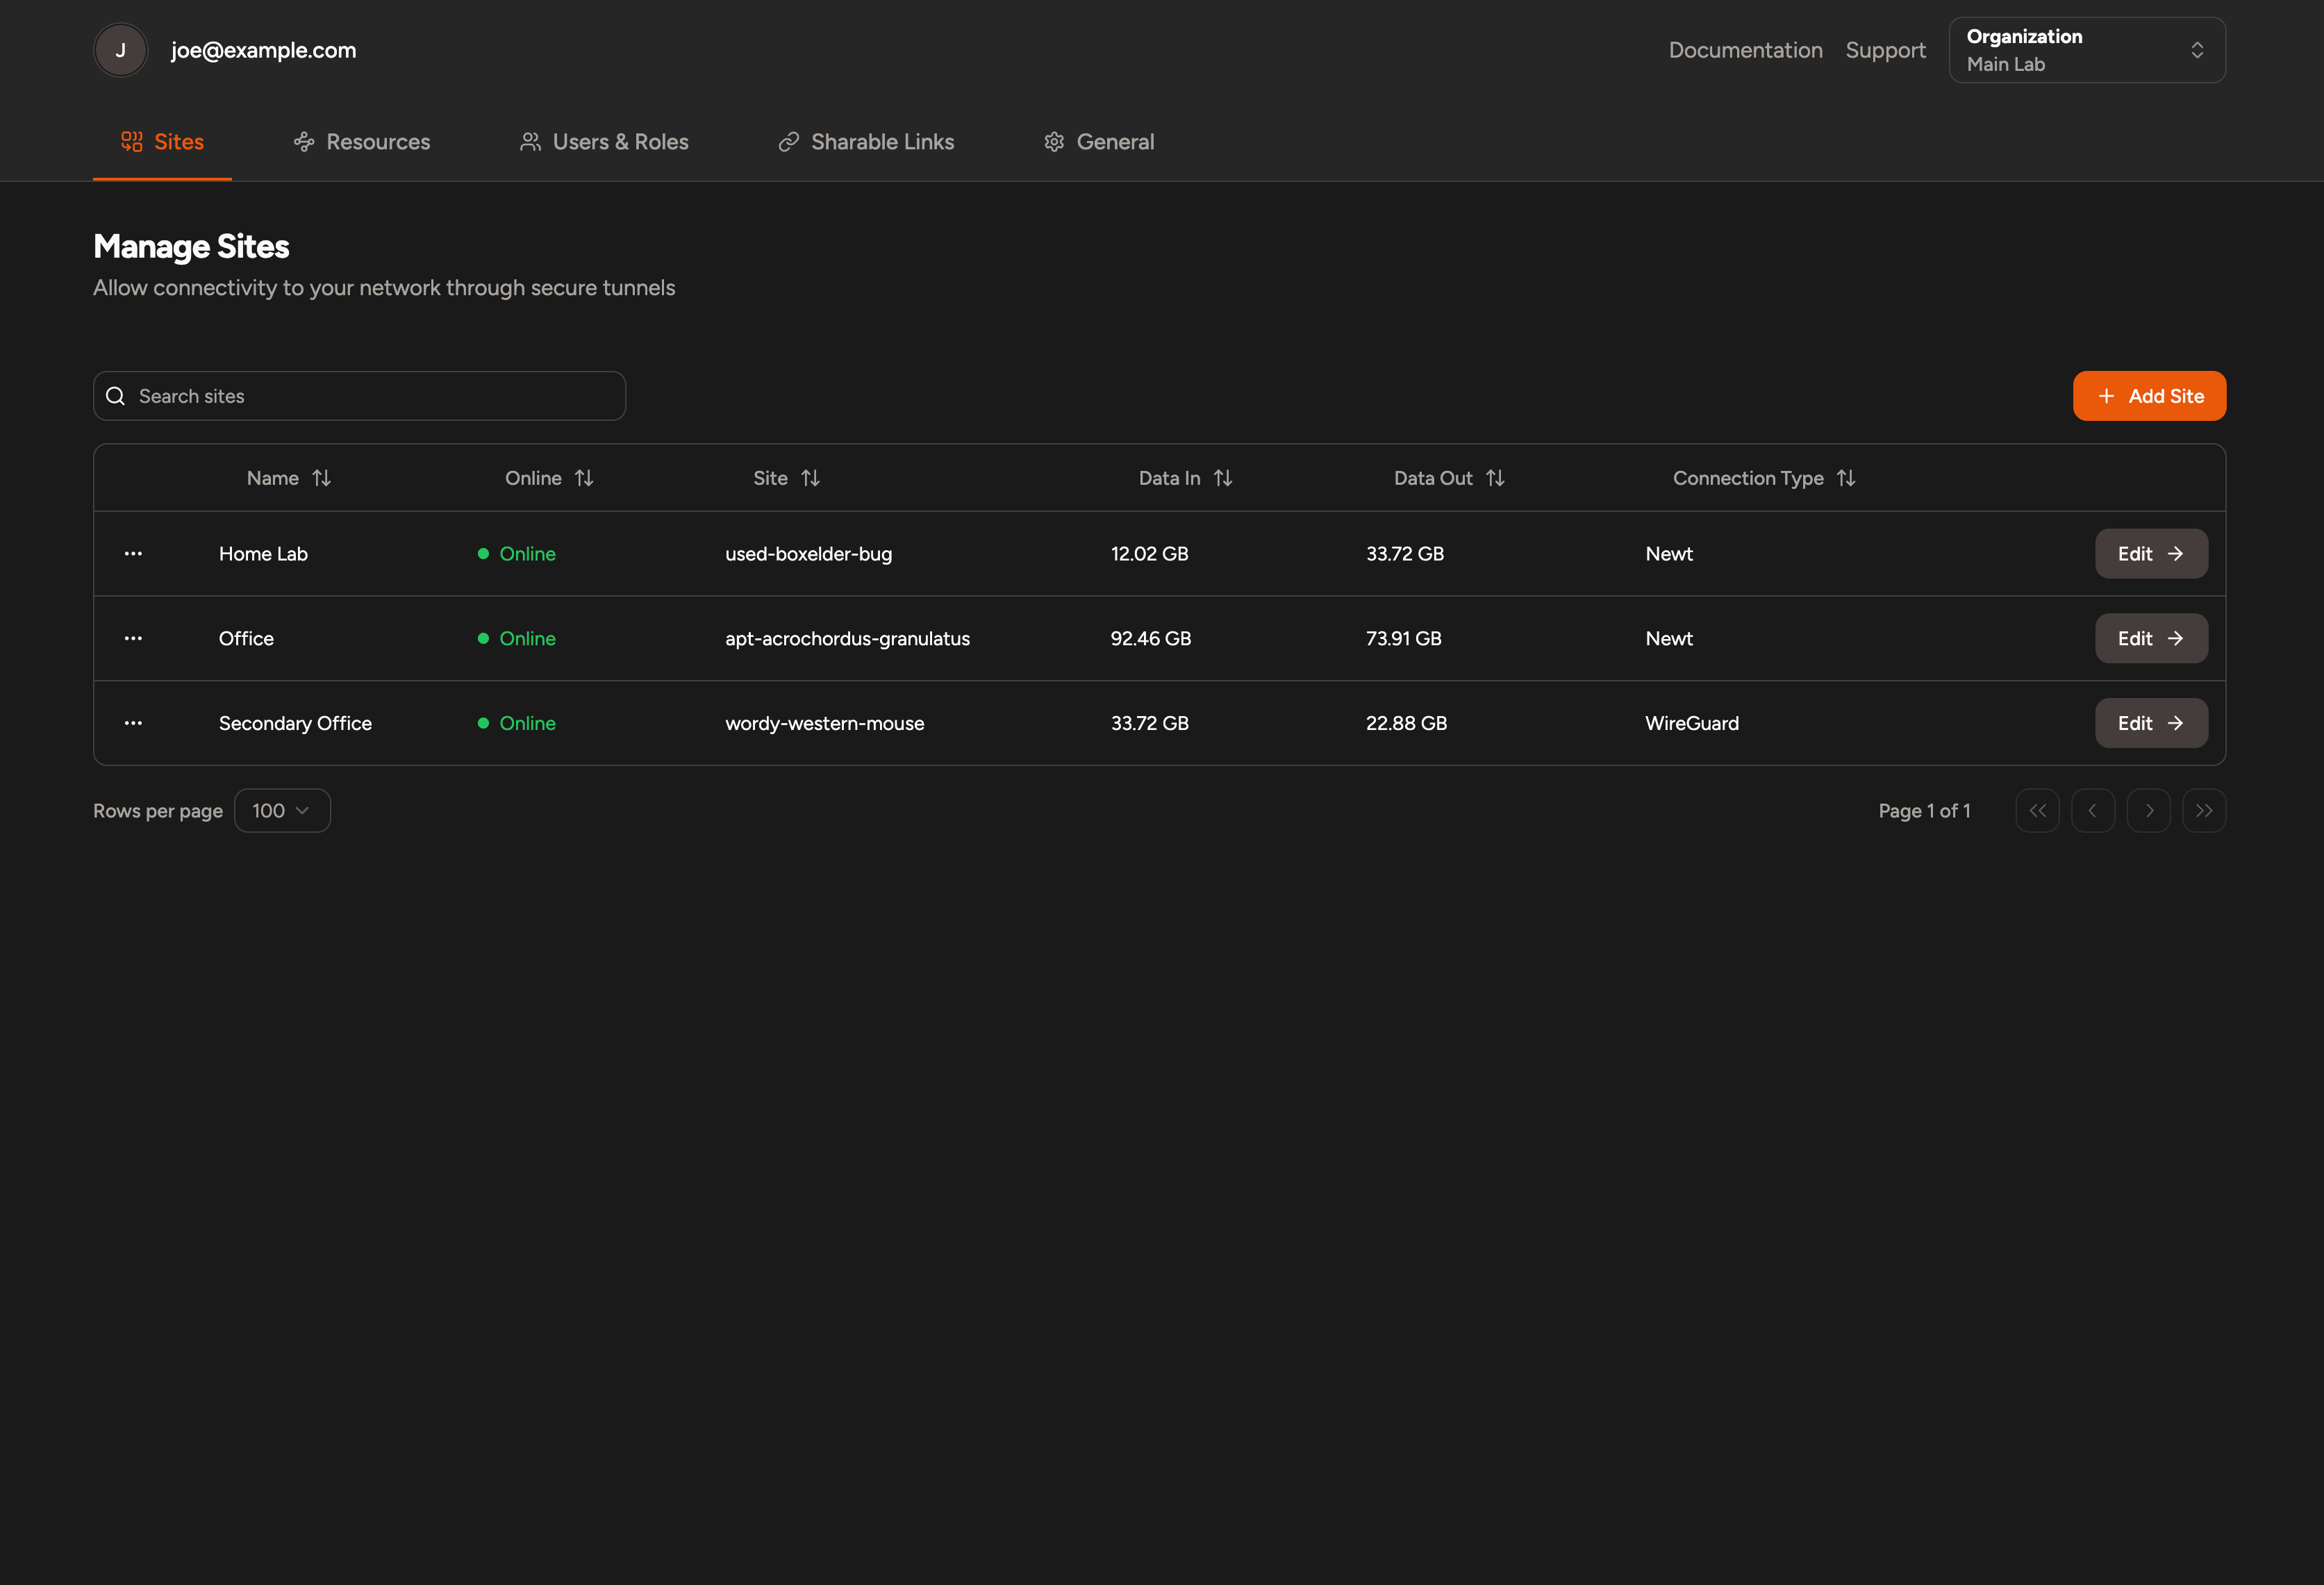 J joe@example.com Documentation Support Organization
Main Lab
Sites Resources Users & Roles Sharable Links General
Manage Sites
Allow connectivity to your network through secure tunnels
Search sites + Add Site
Name Online Site Data In Data Out Connection Type
Home Lab Online used-boxelder-bug 12.02 GB 33.72 GB Newt Edit
Office Online apt-acrochordus-granulatus 92.46 GB 73.91 GB Newt Edit
Secondary Office Online wordy-western-mouse 33.72 GB 22.88 GB WireGuard Edit
Rows per page 100 Page 1 of 1